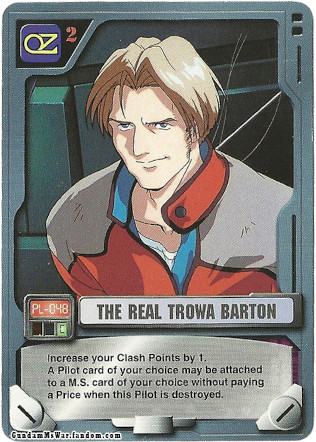 OZ 2
PL-048
THE REAL TROWA BARTON
Increase your Clash Points by 1.
A Pilot card of your choice may be attached
to a M.S. card of your choice without paying
a Price when this Pilot is destroyed.
GundamMsWar.fandom.com